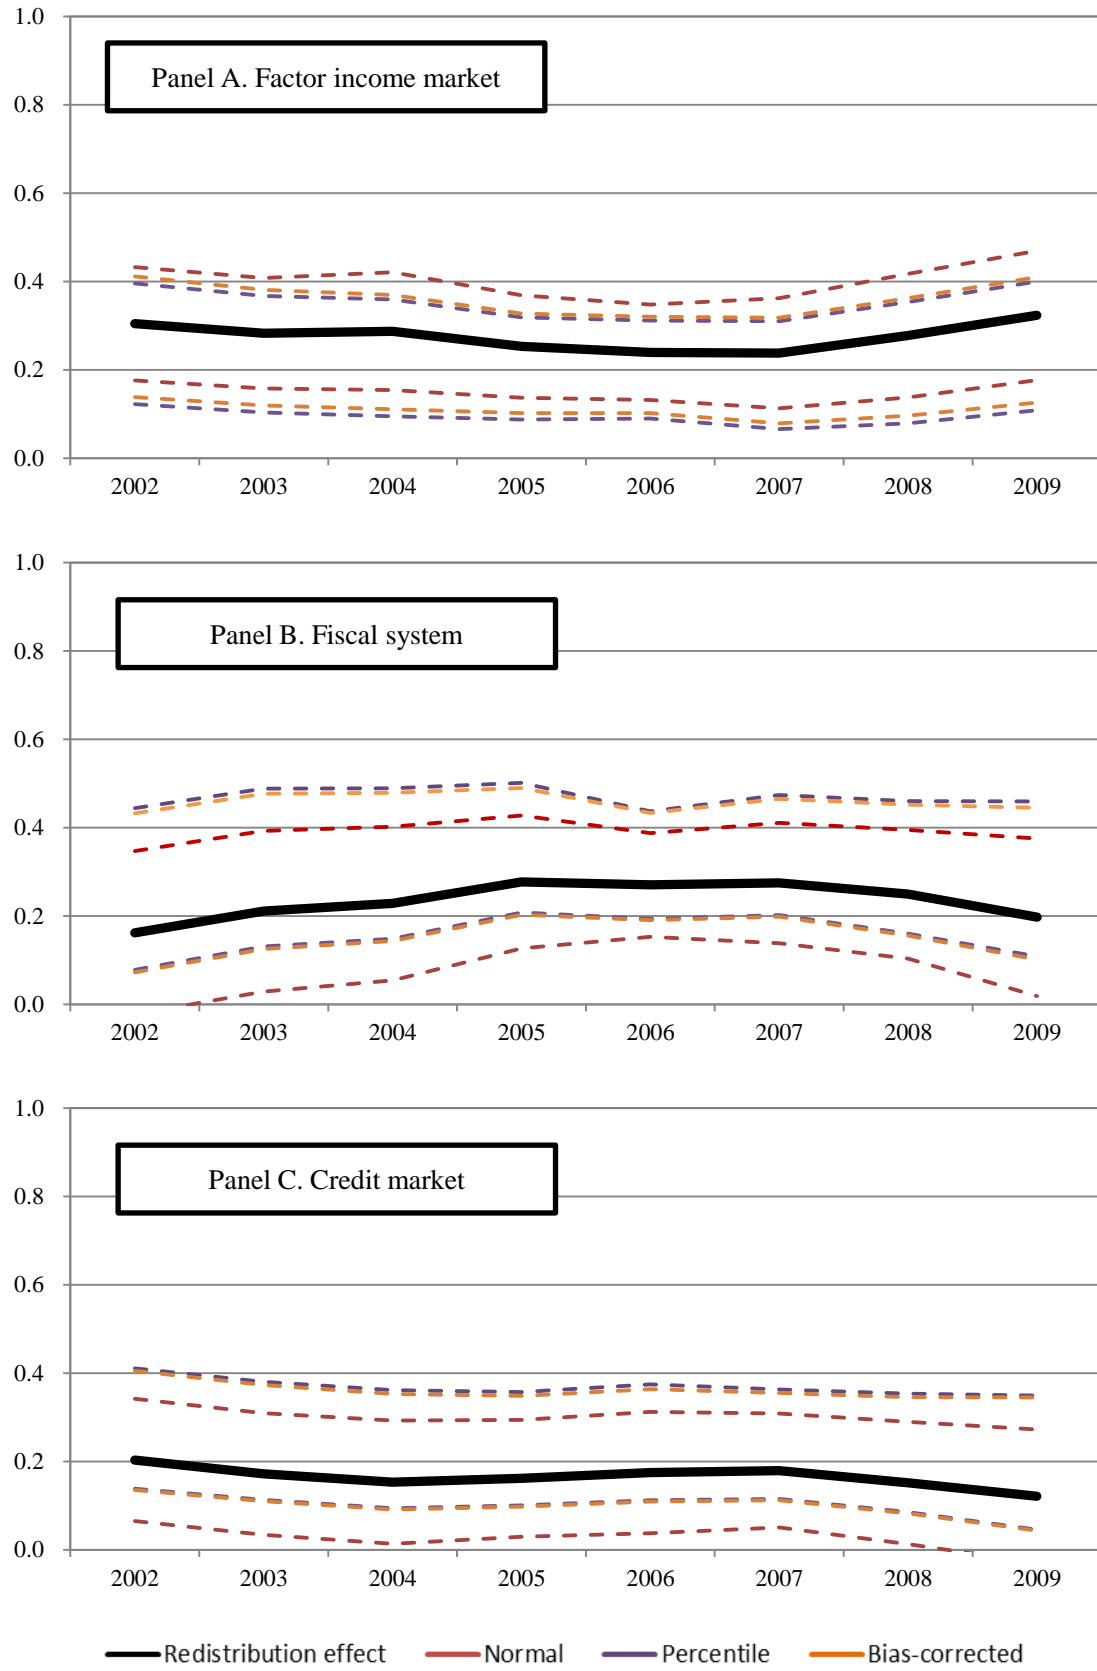 1.0
Panel A. Factor income market
0.8
0.6
0.4
0.2
0.0
2002 2003 2004 2005 2006 2007 2008 2009
1.0
Panel B. Fiscal system
0.8
0.6
0.4
0.2
0.0
2002 2003 2004 2005 2006 2007 2008 2009
1.0
Panel C. Credit market
0.8
0.6
0.4
0.2
0.0
2002 2003 2004 2005 2006 2007 2008 2009
Redistribution effect Normal Percentile Bias-corrected